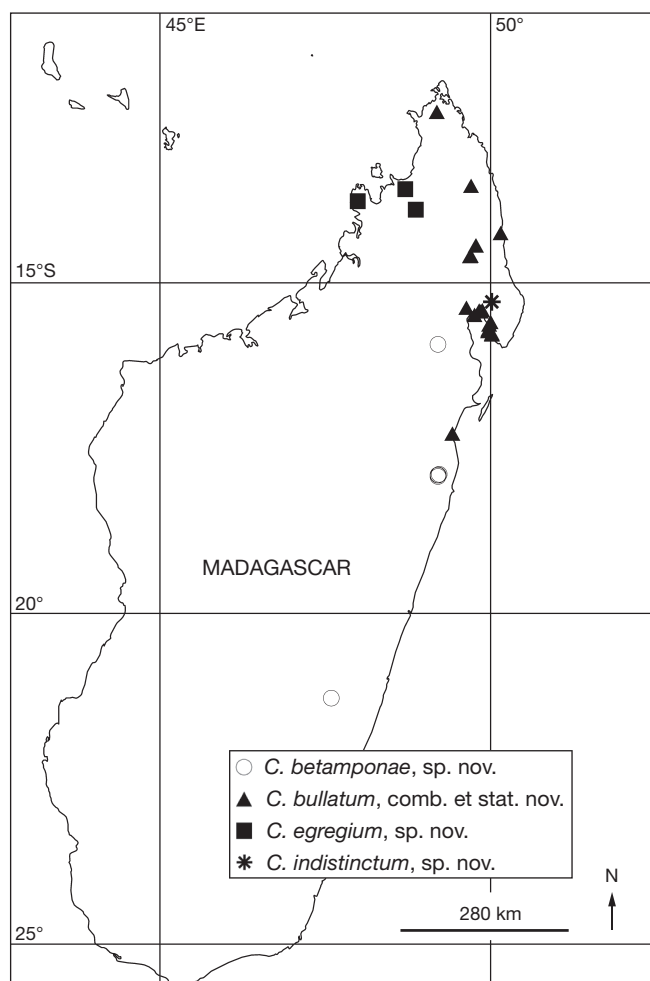 45°E 50°
15°S
MADAGASCAR
20°
C. betamponae, sp. nov.
C. bullatum, comb. et stat. nov.
C. egregium, sp. nov.
C. indistinctum, sp. nov.
N
280 km
25°